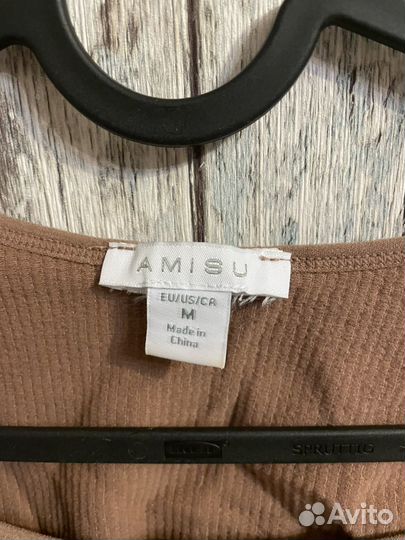 AMISU
EU/US/CA
M
Made in
China
SPRUTTIG
Avito